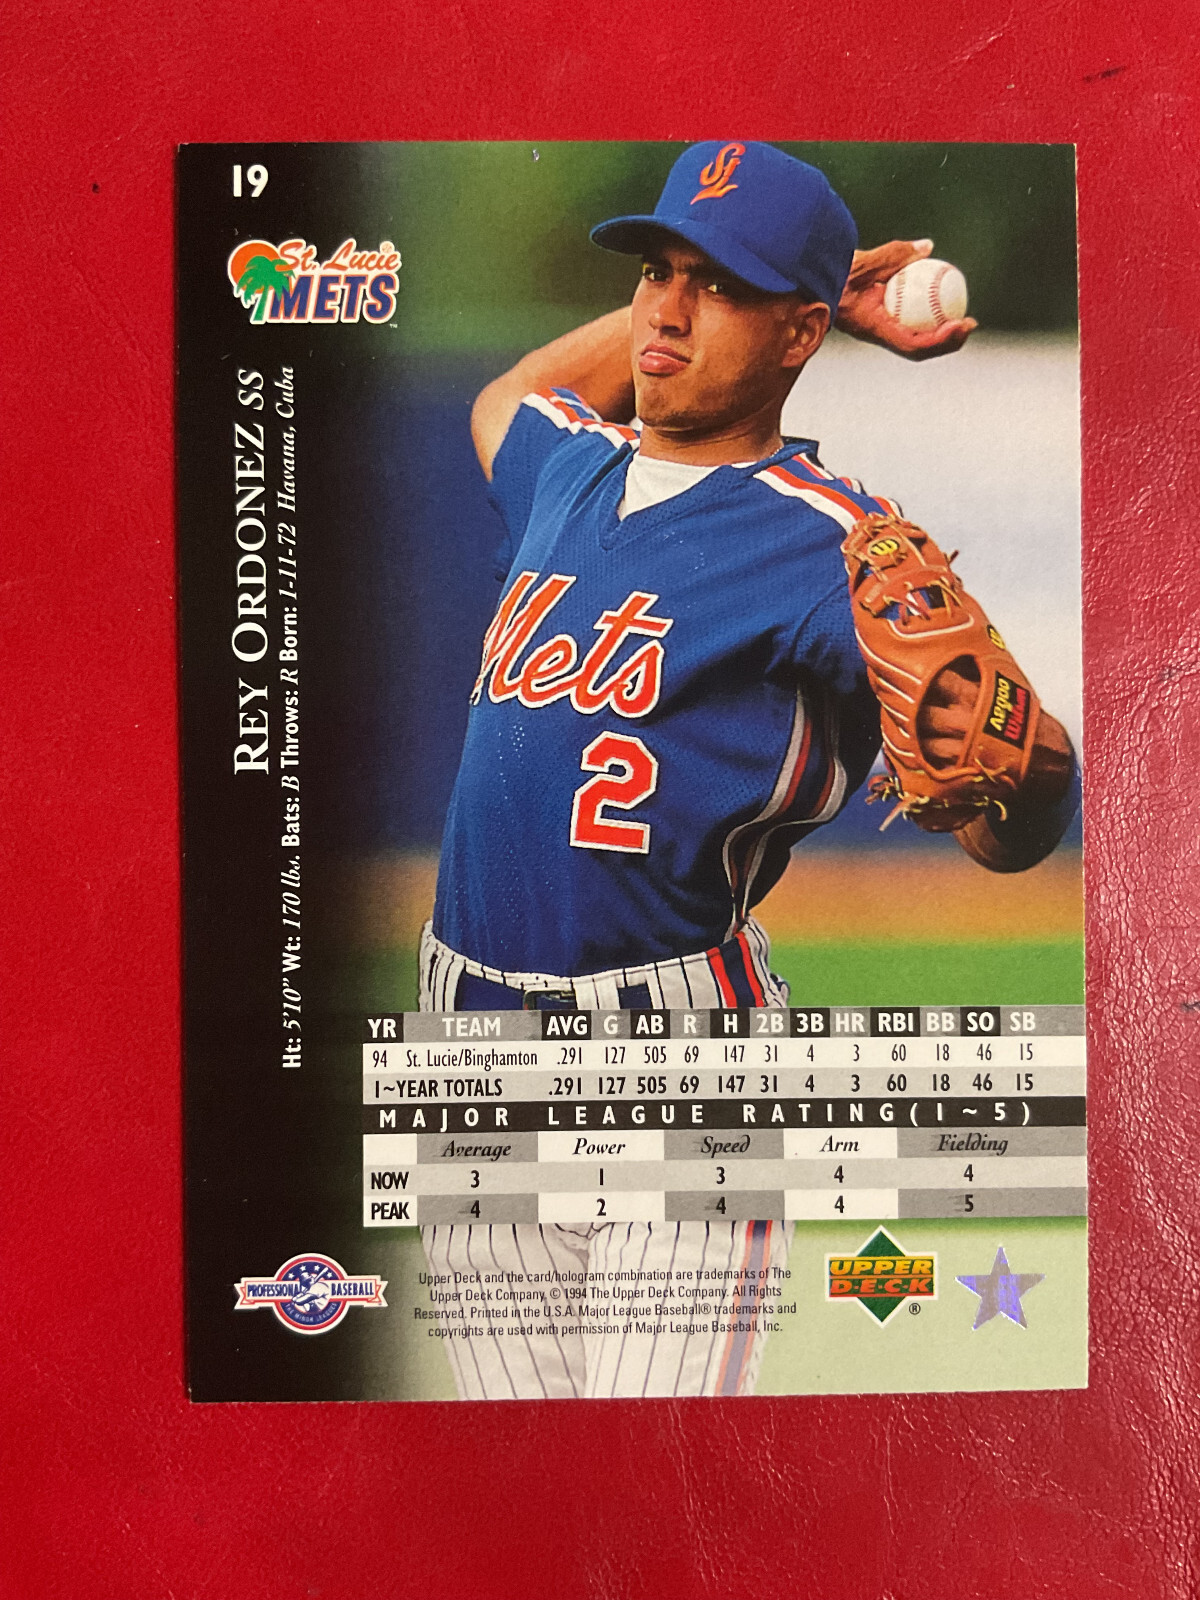 19
St. Lucie
METS
™
REY ORDONEZ SS
Ht: 5'10" Wt: 170 lbs. Bats: B Throws: R Born: 1-11-72 Havana, Cuba
SL
Mets
2
A2000
Wilson
YR TEAM AVG G AB R H 2B 3B HR RBI BB SO SB
94 St. Lucie/Binghamton .291 127 505 69 147 31 4 3 60 18 46 15
1~YEAR TOTALS .291 127 505 69 147 31 4 3 60 18 46 15
MAJOR LEAGUE RATING (1~5)
Average Power Speed Arm Fielding
NOW 3 1 3 4 4
PEAK 4 2 4 4 5
PROFESSIONAL BASEBALL
THE MINOR LEAGUES
Upper Deck and the card/hologram combination are trademarks of The
Upper Deck Company, © 1994 The Upper Deck Company. All Rights
Reserved. Printed in the U.S.A. Major League Baseball® trademarks and
copyrights are used with permission of Major League Baseball, Inc.
UPPER
D·E·C·K
®